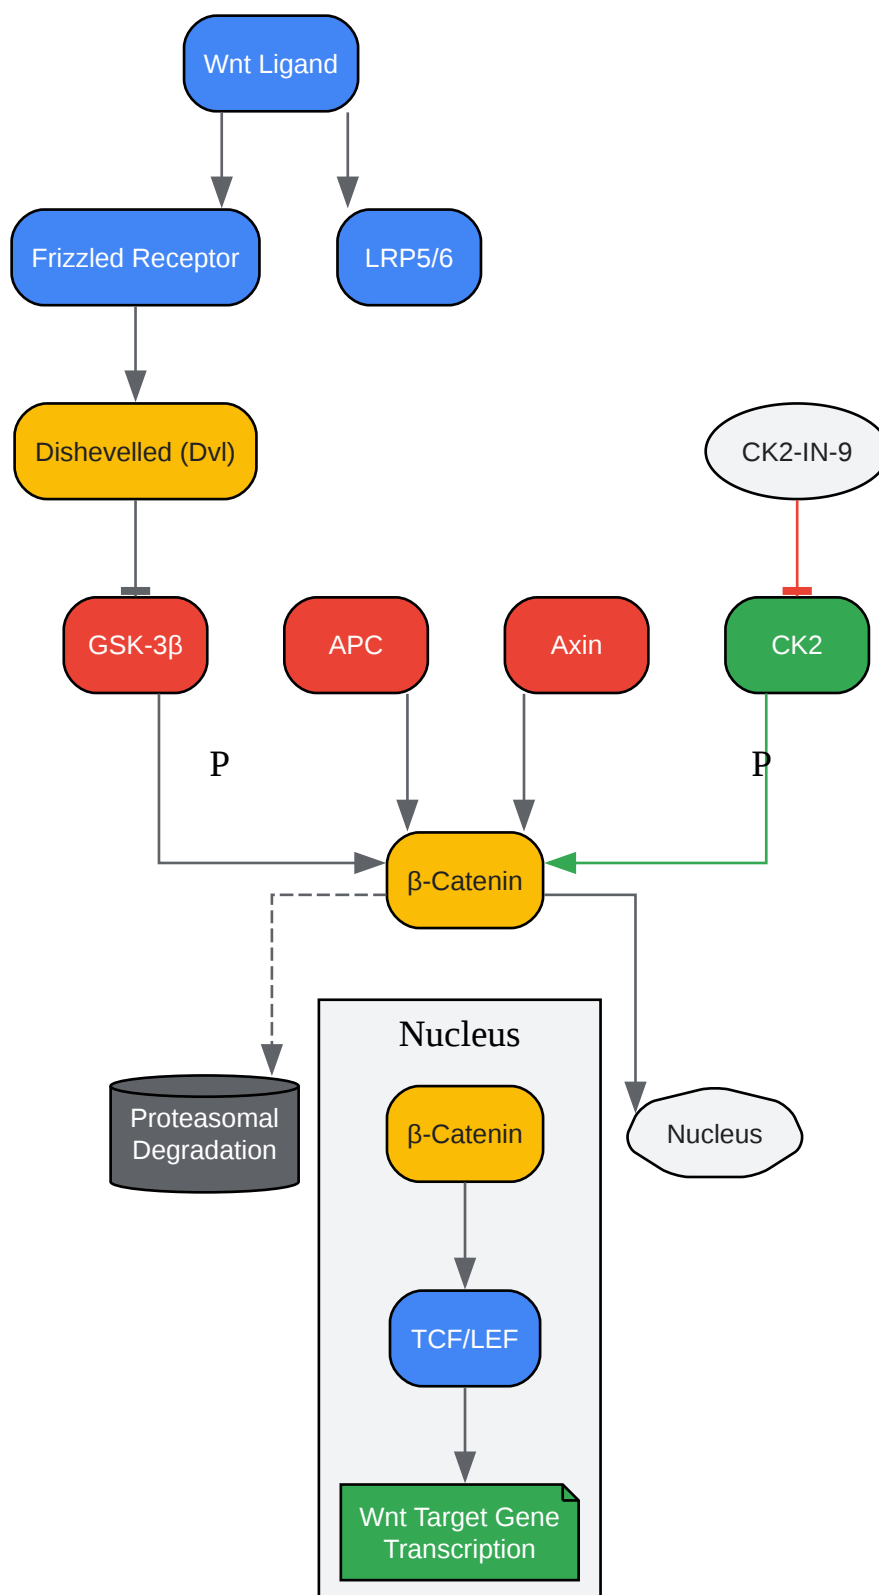 Wnt Ligand
Frizzled Receptor
LRP5/6
Dishevelled (Dvl)
CK2-IN-9
GSK-3β
APC
Axin
CK2
P
P
β-Catenin
Nucleus
Proteasomal
Degradation
β-Catenin
Nucleus
TCF/LEF
Wnt Target Gene
Transcription